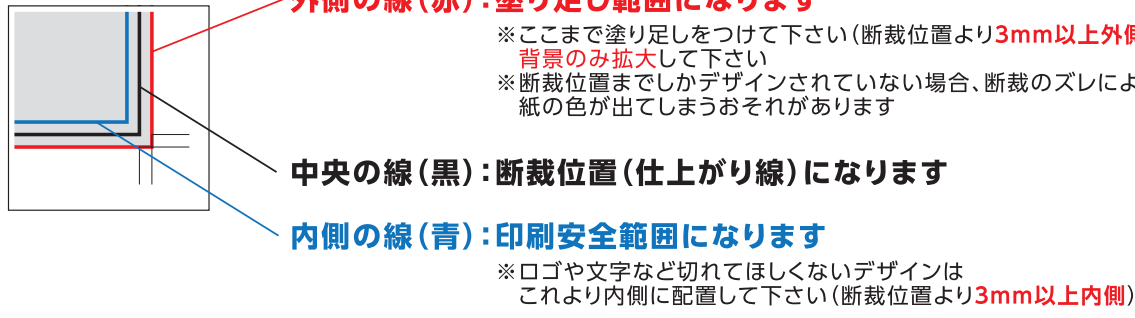 外側の線(赤):塗り足し範囲になります
※ここまで塗り足しをつけて下さい(断裁位置より3mm以上外側
背景のみ拡大して下さい
※断裁位置までしかデザインされていない場合、断裁のズレによ
紙の色が出てしまうおそれがあります
中央の線(黒):断裁位置(仕上がり線)になります
内側の線(青):印刷安全範囲になります
※ロゴや文字など切れてほしくないデザインは
これより内側に配置して下さい(断裁位置より3mm以上内側)